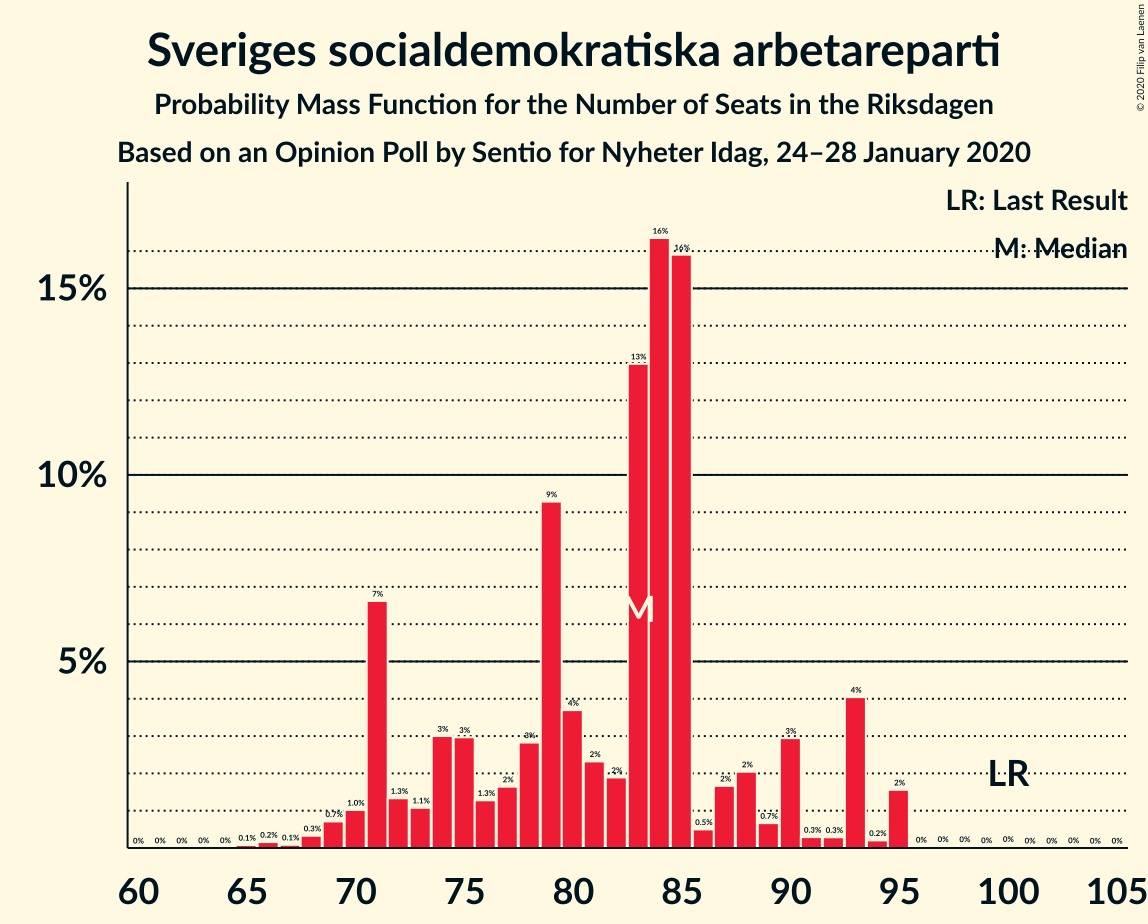 Sveriges socialdemokratiska arbetareparti
Probability Mass Function for the Number of Seats in the Riksdagen
Based on an Opinion Poll by Sentio for Nyheter Idag, 24–28 January 2020
© 2020 Filip van Laenen
LR: Last Result
M: Median
15%
10%
5%
0% 0% 0% 0% 0% 0.1% 0.2% 0.1% 0.3% 0.7% 1.0% 7% 1.3% 1.1% 3% 3% 1.3% 2% 3% 9% 4% 2% 2% 13% 16% 16% 0.5% 2% 2% 0.7% 3% 0.3% 0.3% 4% 0.2% 2% 0% 0% 0% 0% 0% 0% 0% 0% 0% 0%
M
LR
60 65 70 75 80 85 90 95 100 105